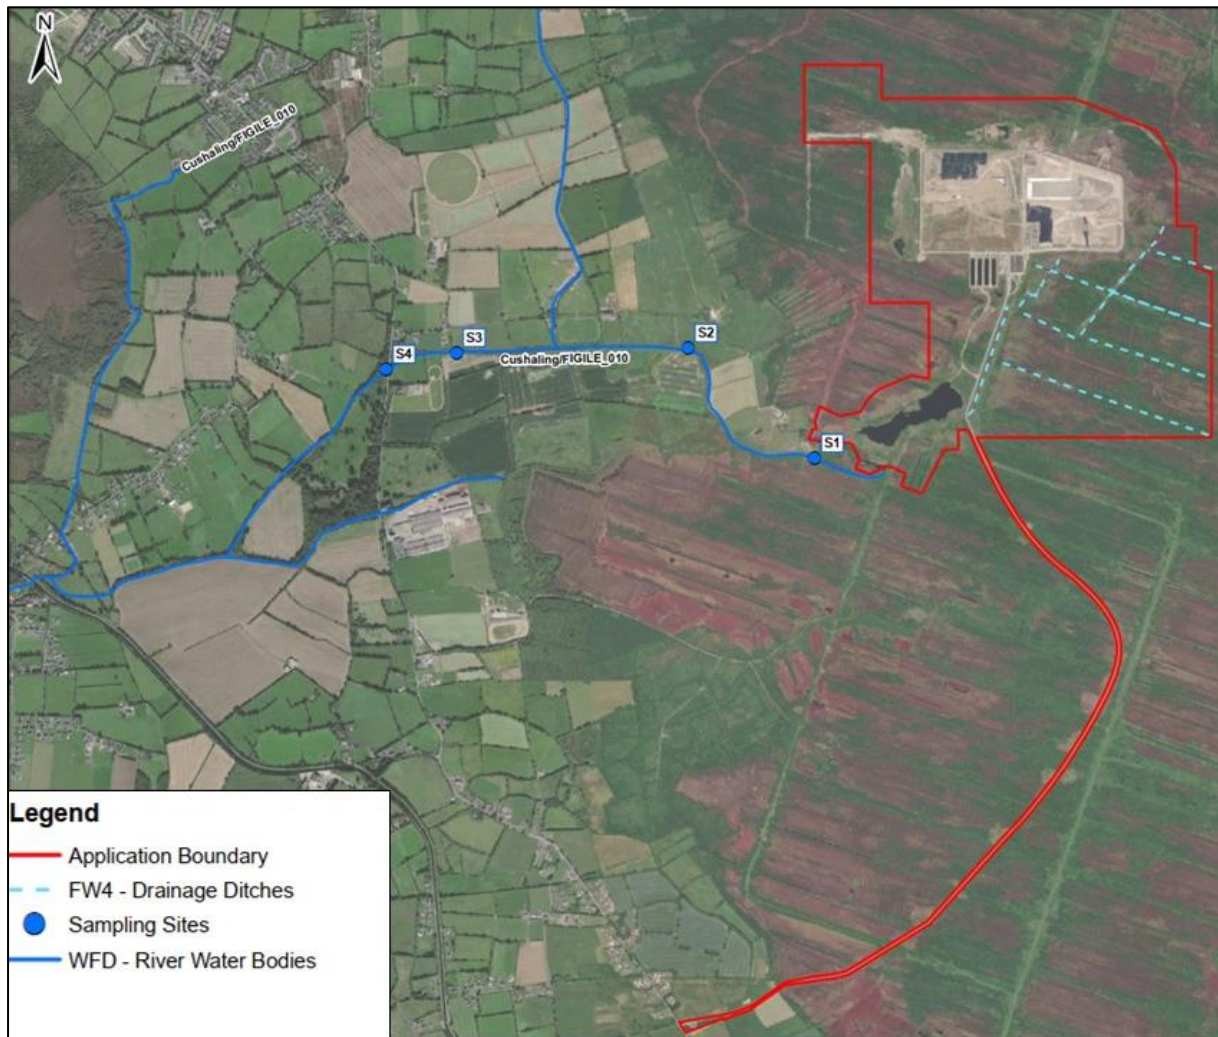 N
Cushaling/FIGILE_010
S4
S3
S2
Cushaling/FIGILE_010
S1
Legend
Application Boundary
FW4 - Drainage Ditches
Sampling Sites
WFD - River Water Bodies